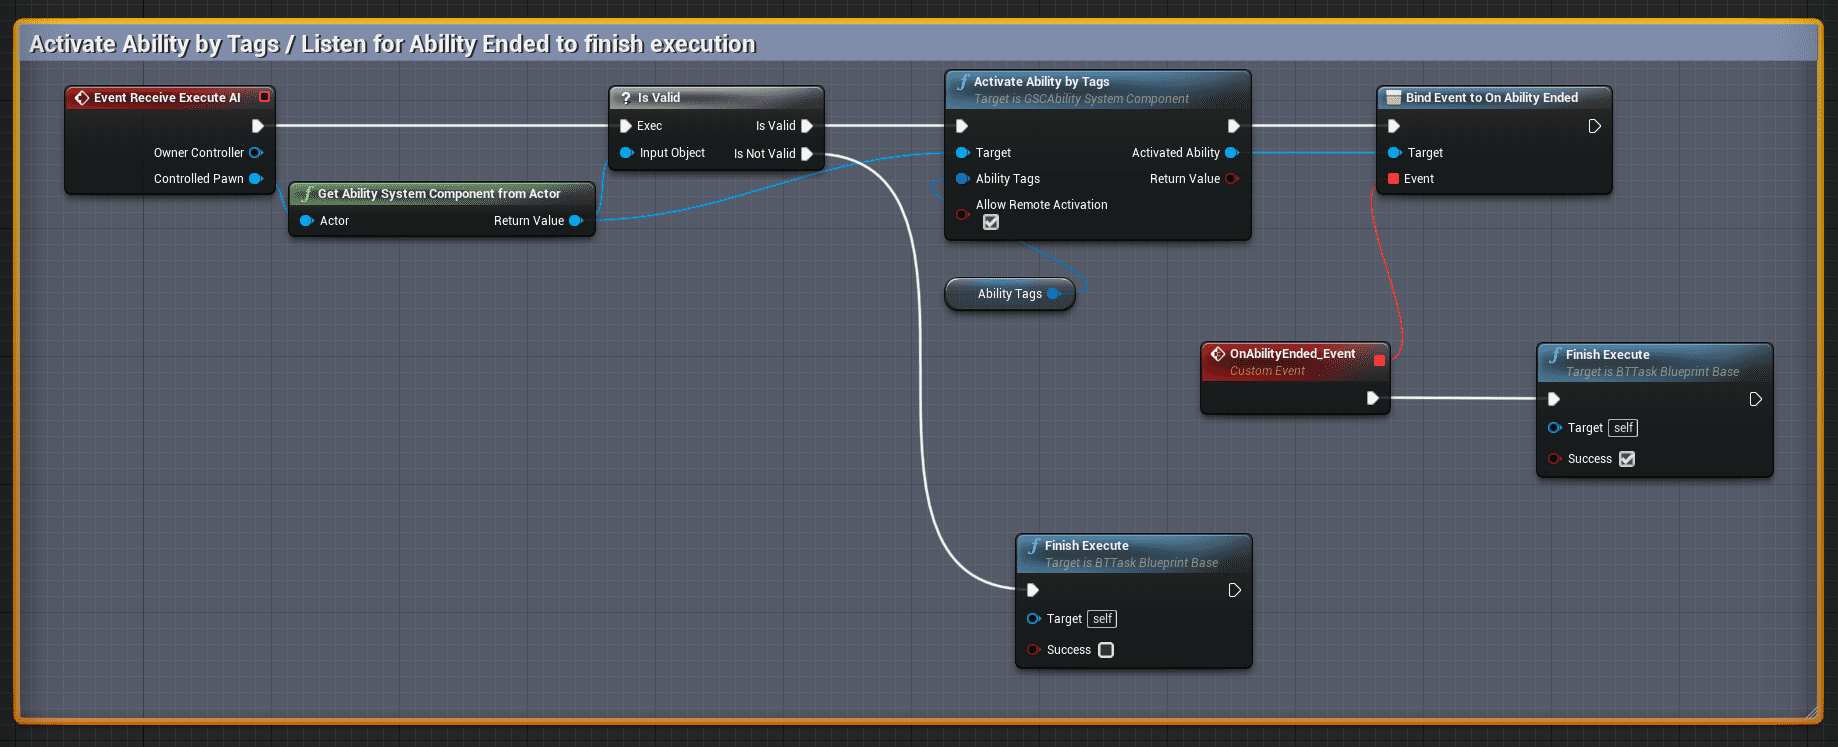 Activate Ability by Tags / Listen for Ability Ended to finish execution
Event Receive Execute AI
Owner Controller
Controlled Pawn
Get Ability System Component from Actor
Actor
Return Value
? Is Valid
Exec
Is Valid
Input Object
Is Not Valid
f Activate Ability by Tags
Target is GSCAbility System Component
Target
Activated Ability
Ability Tags
Return Value
Allow Remote Activation
Ability Tags
Bind Event to On Ability Ended
Target
Event
OnAbilityEnded_Event
Custom Event
f Finish Execute
Target is BTTask Blueprint Base
Target self
Success
f Finish Execute
Target is BTTask Blueprint Base
Target self
Success